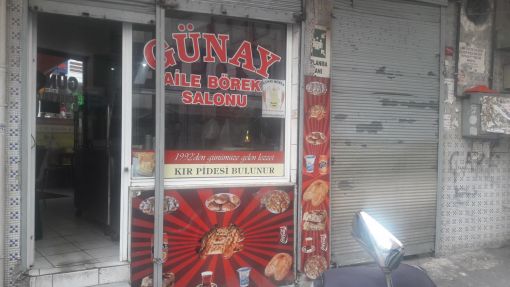 GÜNAY
AİLE BÖREK
SALONU
1992'den günümüze gelen lezzet
KIR PİDESİ BULUNUR